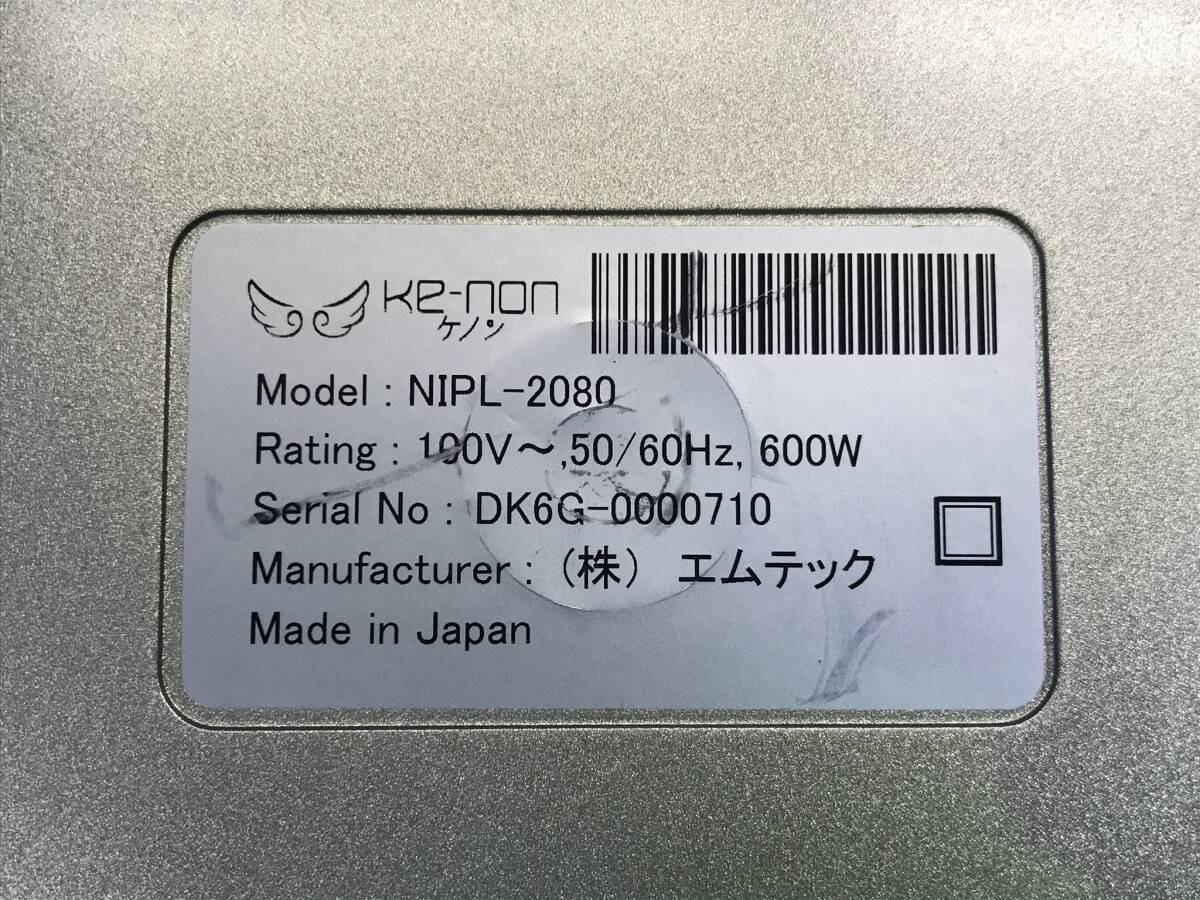 Ke-non
ケノン
Model : NIPL-2080
Rating : 100V～,50/60Hz, 600W
Serial No : DK6G-0000710
Manufacturer : （株） エムテック
Made in Japan